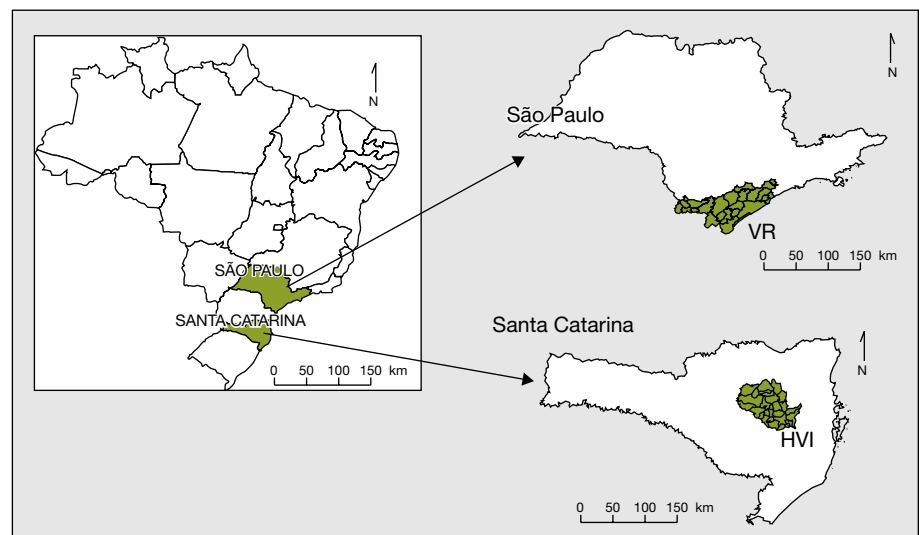 N
SÃO PAULO
SANTA CATARINA
0 50 100 150 km
N
São Paulo
VR
0 50 100 150 km
Santa Catarina
N
HVI
0 50 100 150 km